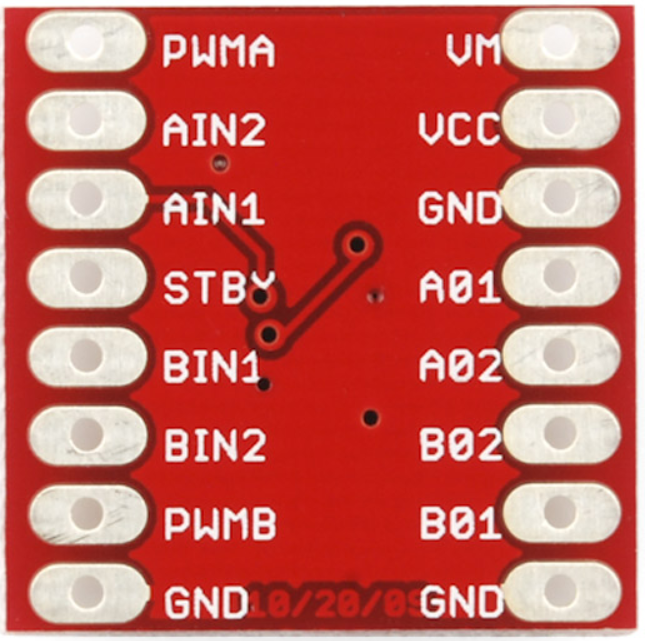 PWMA VM
AIN2 VCC
AIN1 GND
STBY A01
BIN1 A02
BIN2 B02
PWMB B01
GND 10/20/09 GND